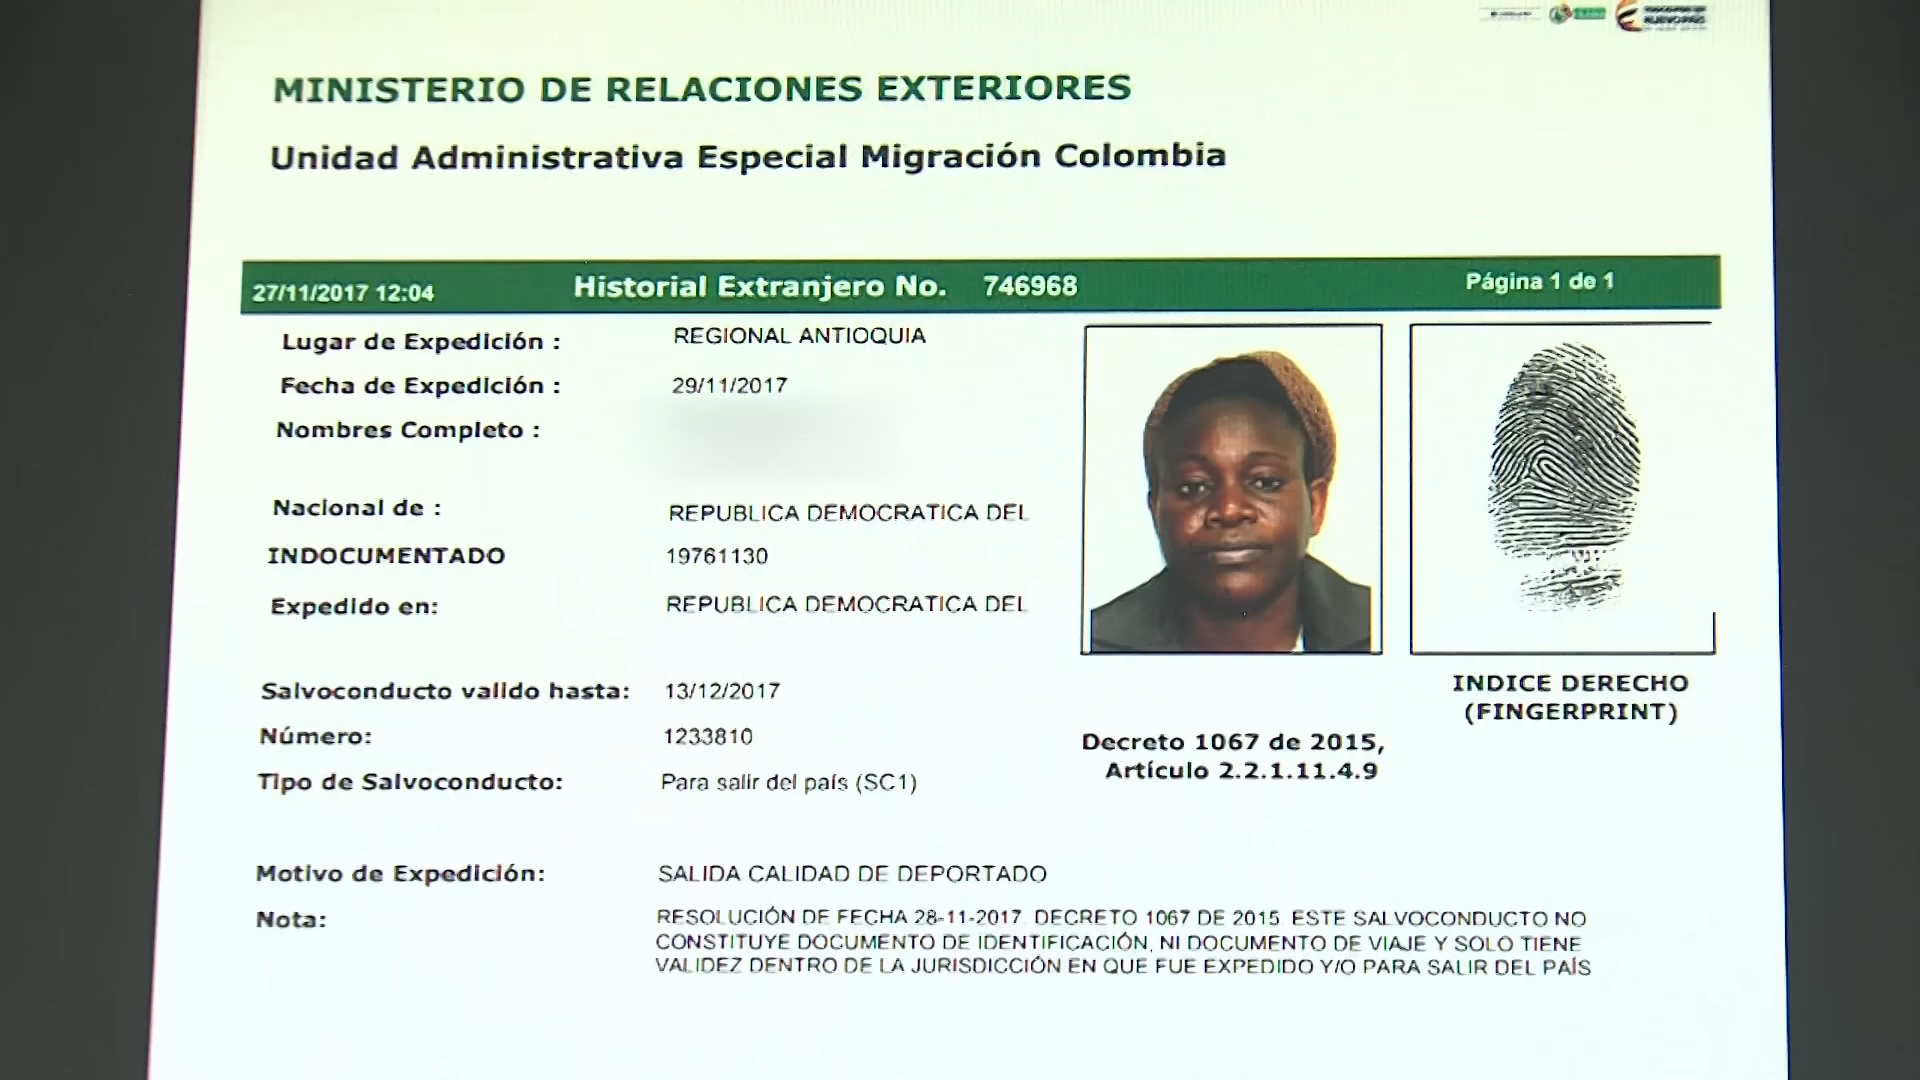 MINISTERIO DE RELACIONES EXTERIORES
Unidad Administrativa Especial Migración Colombia
27/11/2017 12:04 Historial Extranjero No. 746968 Página 1 de 1
Lugar de Expedición : REGIONAL ANTIOQUIA
Fecha de Expedición : 29/11/2017
Nombres Completo :
Nacional de : REPUBLICA DEMOCRATICA DEL
INDOCUMENTADO 19761130
Expedido en: REPUBLICA DEMOCRATICA DEL
INDICE DERECHO
(FINGERPRINT)
Salvoconducto valido hasta: 13/12/2017
Número: 1233810
Tipo de Salvoconducto: Para salir del país (SC1)
Decreto 1067 de 2015,
Artículo 2.2.1.11.4.9
Motivo de Expedición: SALIDA CALIDAD DE DEPORTADO
Nota: RESOLUCIÓN DE FECHA 28-11-2017. DECRETO 1067 DE 2015 ESTE SALVOCONDUCTO NO
CONSTITUYE DOCUMENTO DE IDENTIFICACIÓN, NI DOCUMENTO DE VIAJE Y SOLO TIENE
VALIDEZ DENTRO DE LA JURISDICCIÓN EN QUE FUE EXPEDIDO Y/O PARA SALIR DEL PAÍS